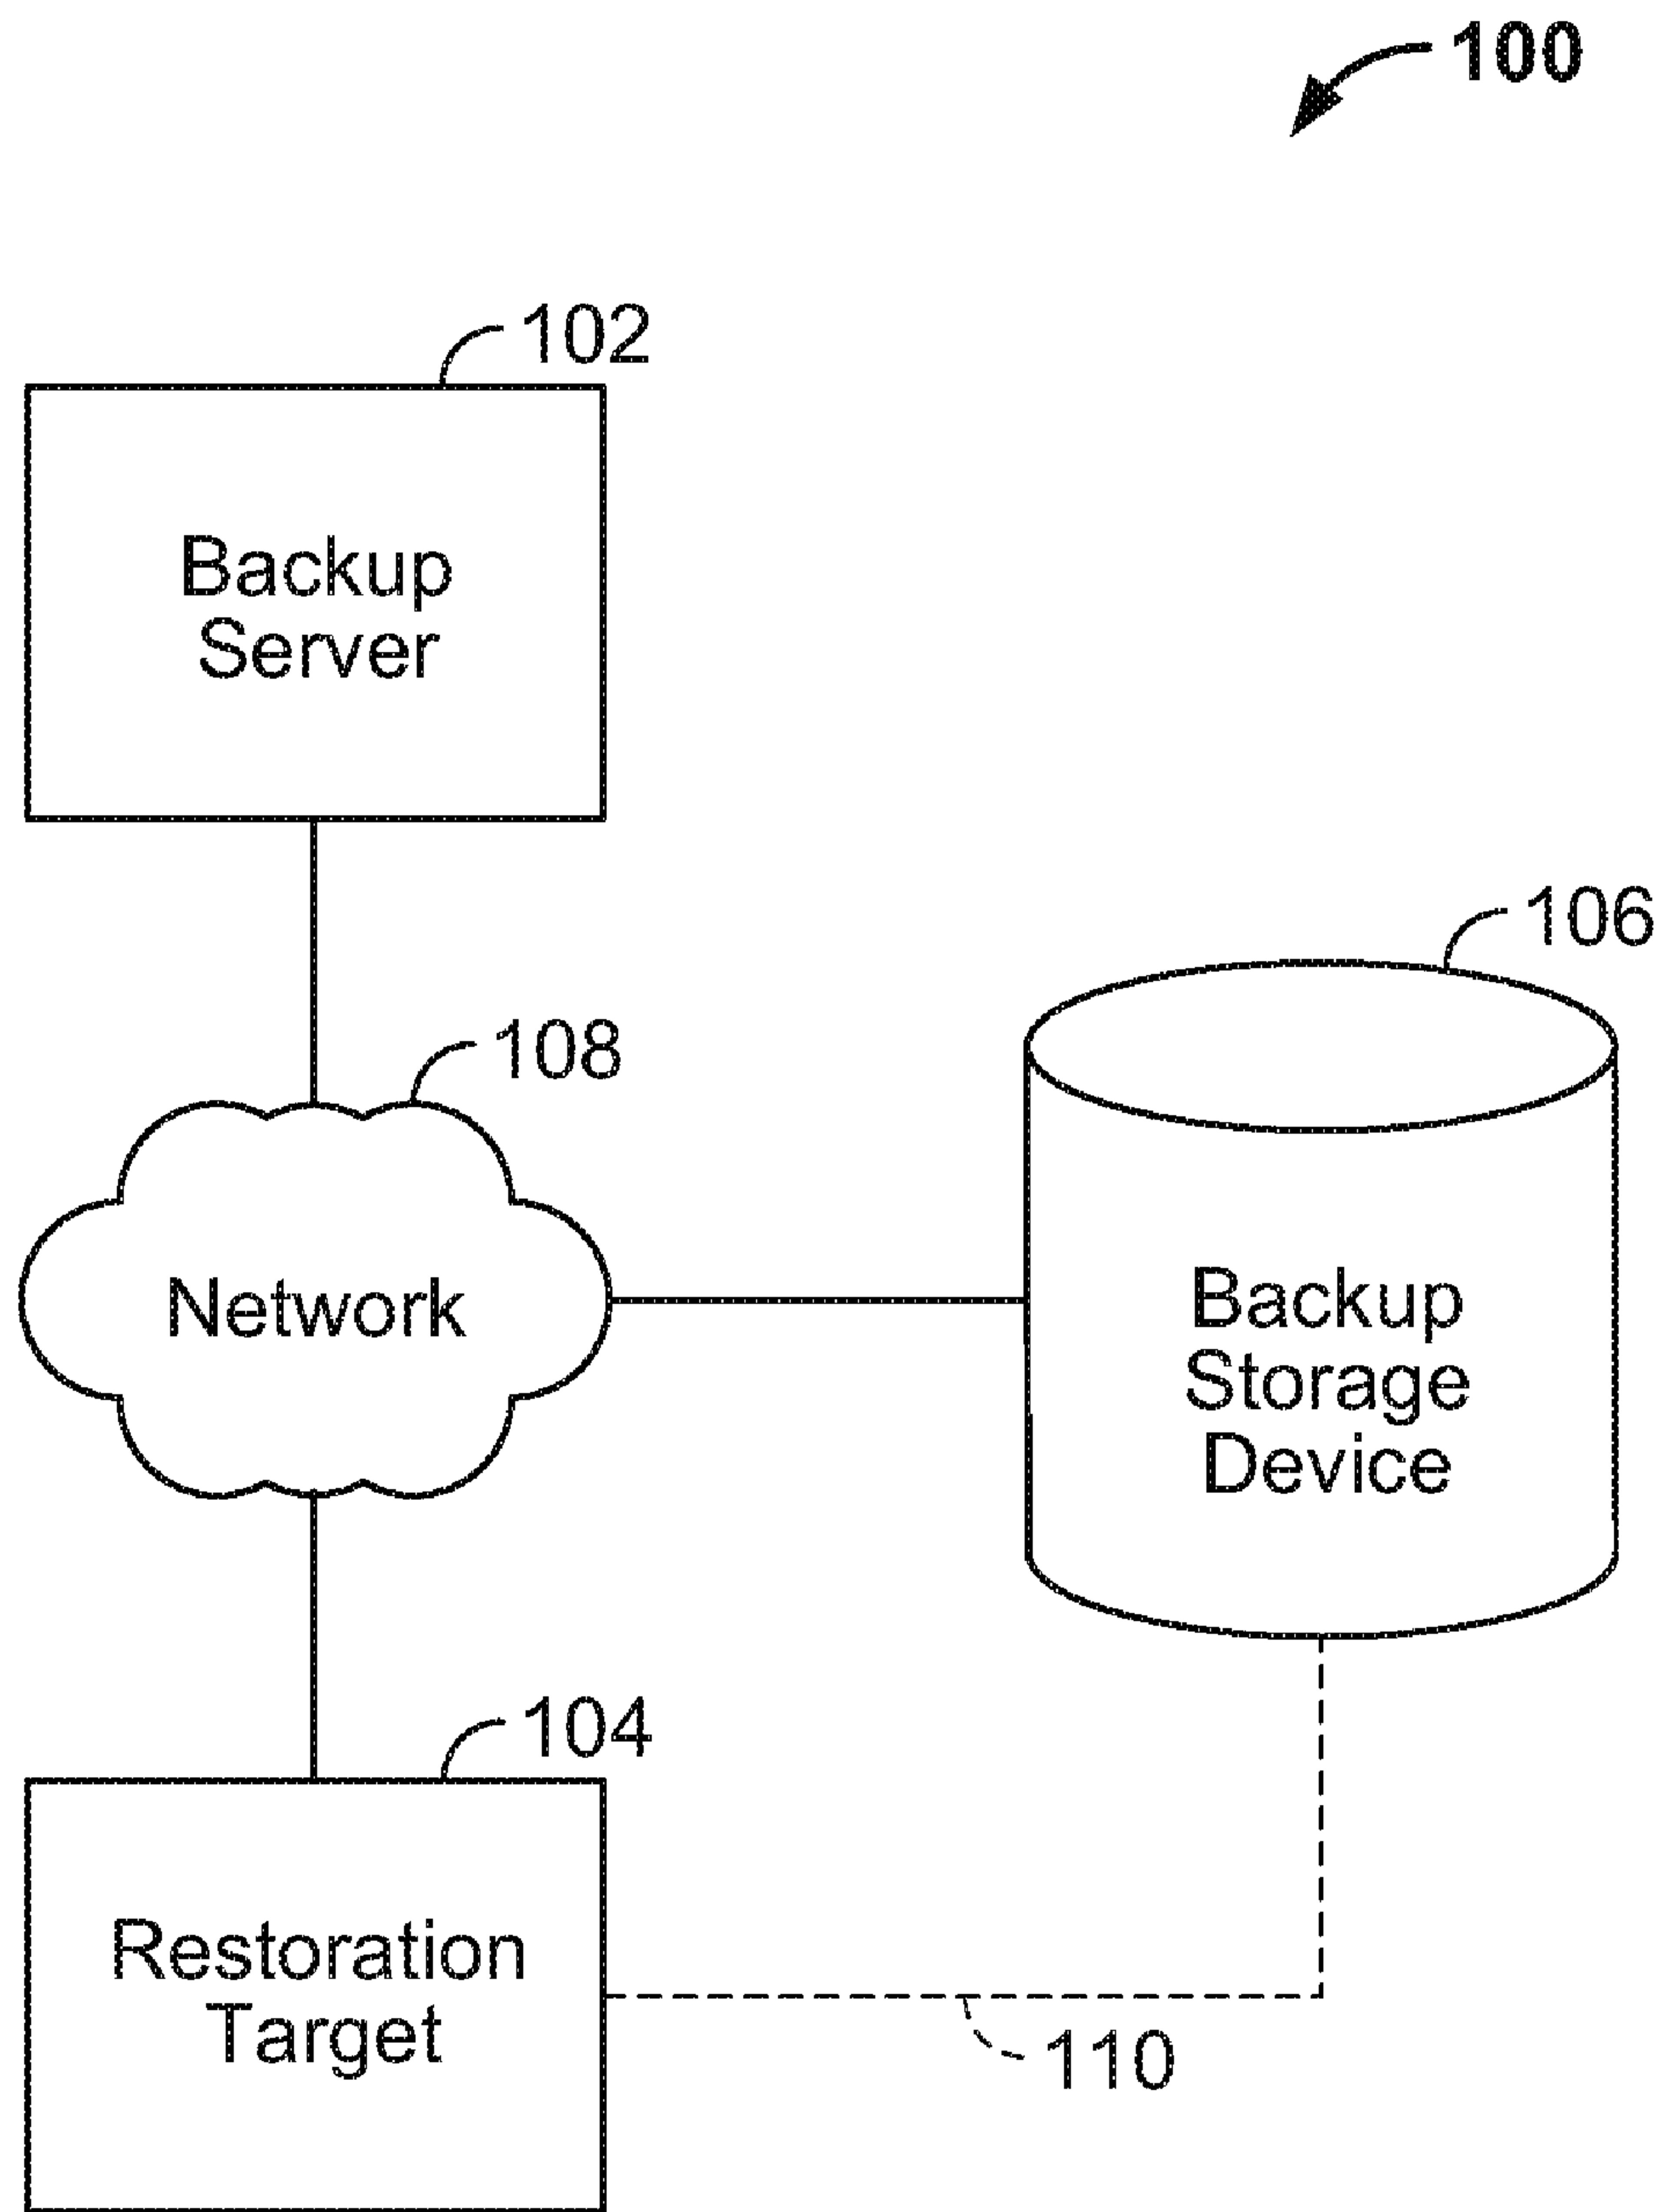 100
102
Backup
Server
106
108
Network
Backup
Storage
Device
104
Restoration
Target
110